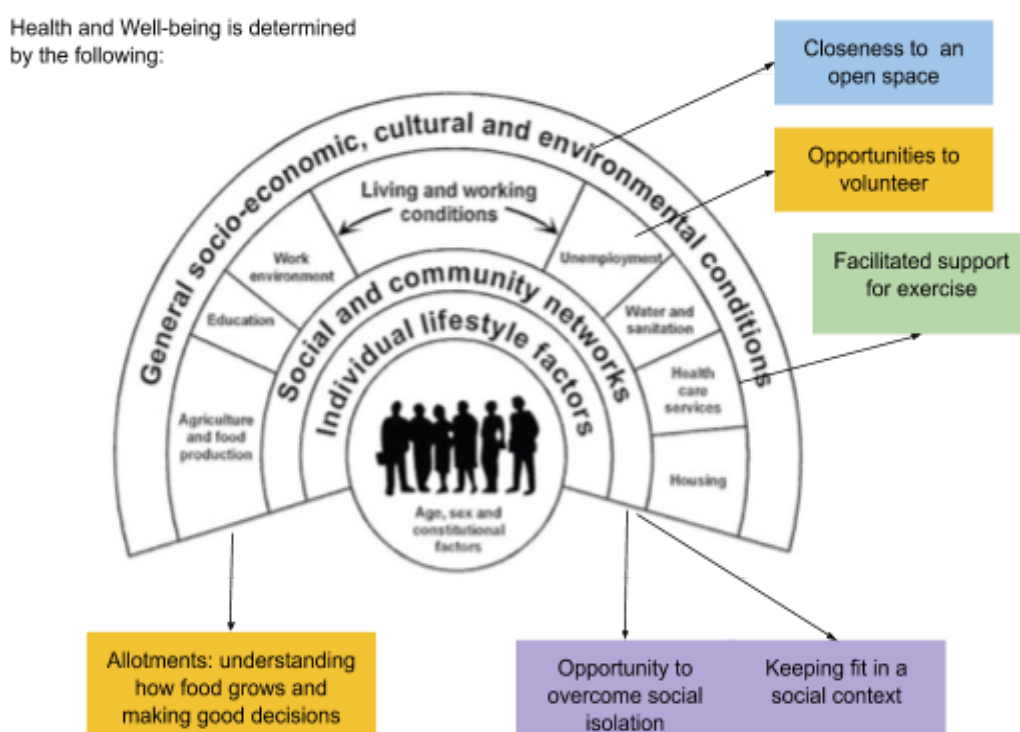 Health and Well-being is determined
by the following:
Closeness to an
open space
Opportunities to
volunteer
Facilitated support
for exercise
General socio-economic, cultural and environmental conditions
Living and working
conditions
Work
environment
Unemployment
Education
Water and
sanitation
Agriculture
and food
production
Health
care
services
Housing
Social and community networks
Individual lifestyle factors
Age, sex and
constitutional
factors
Allotments: understanding
how food grows and
making good decisions
Opportunity to
overcome social
isolation
Keeping fit in a
social context